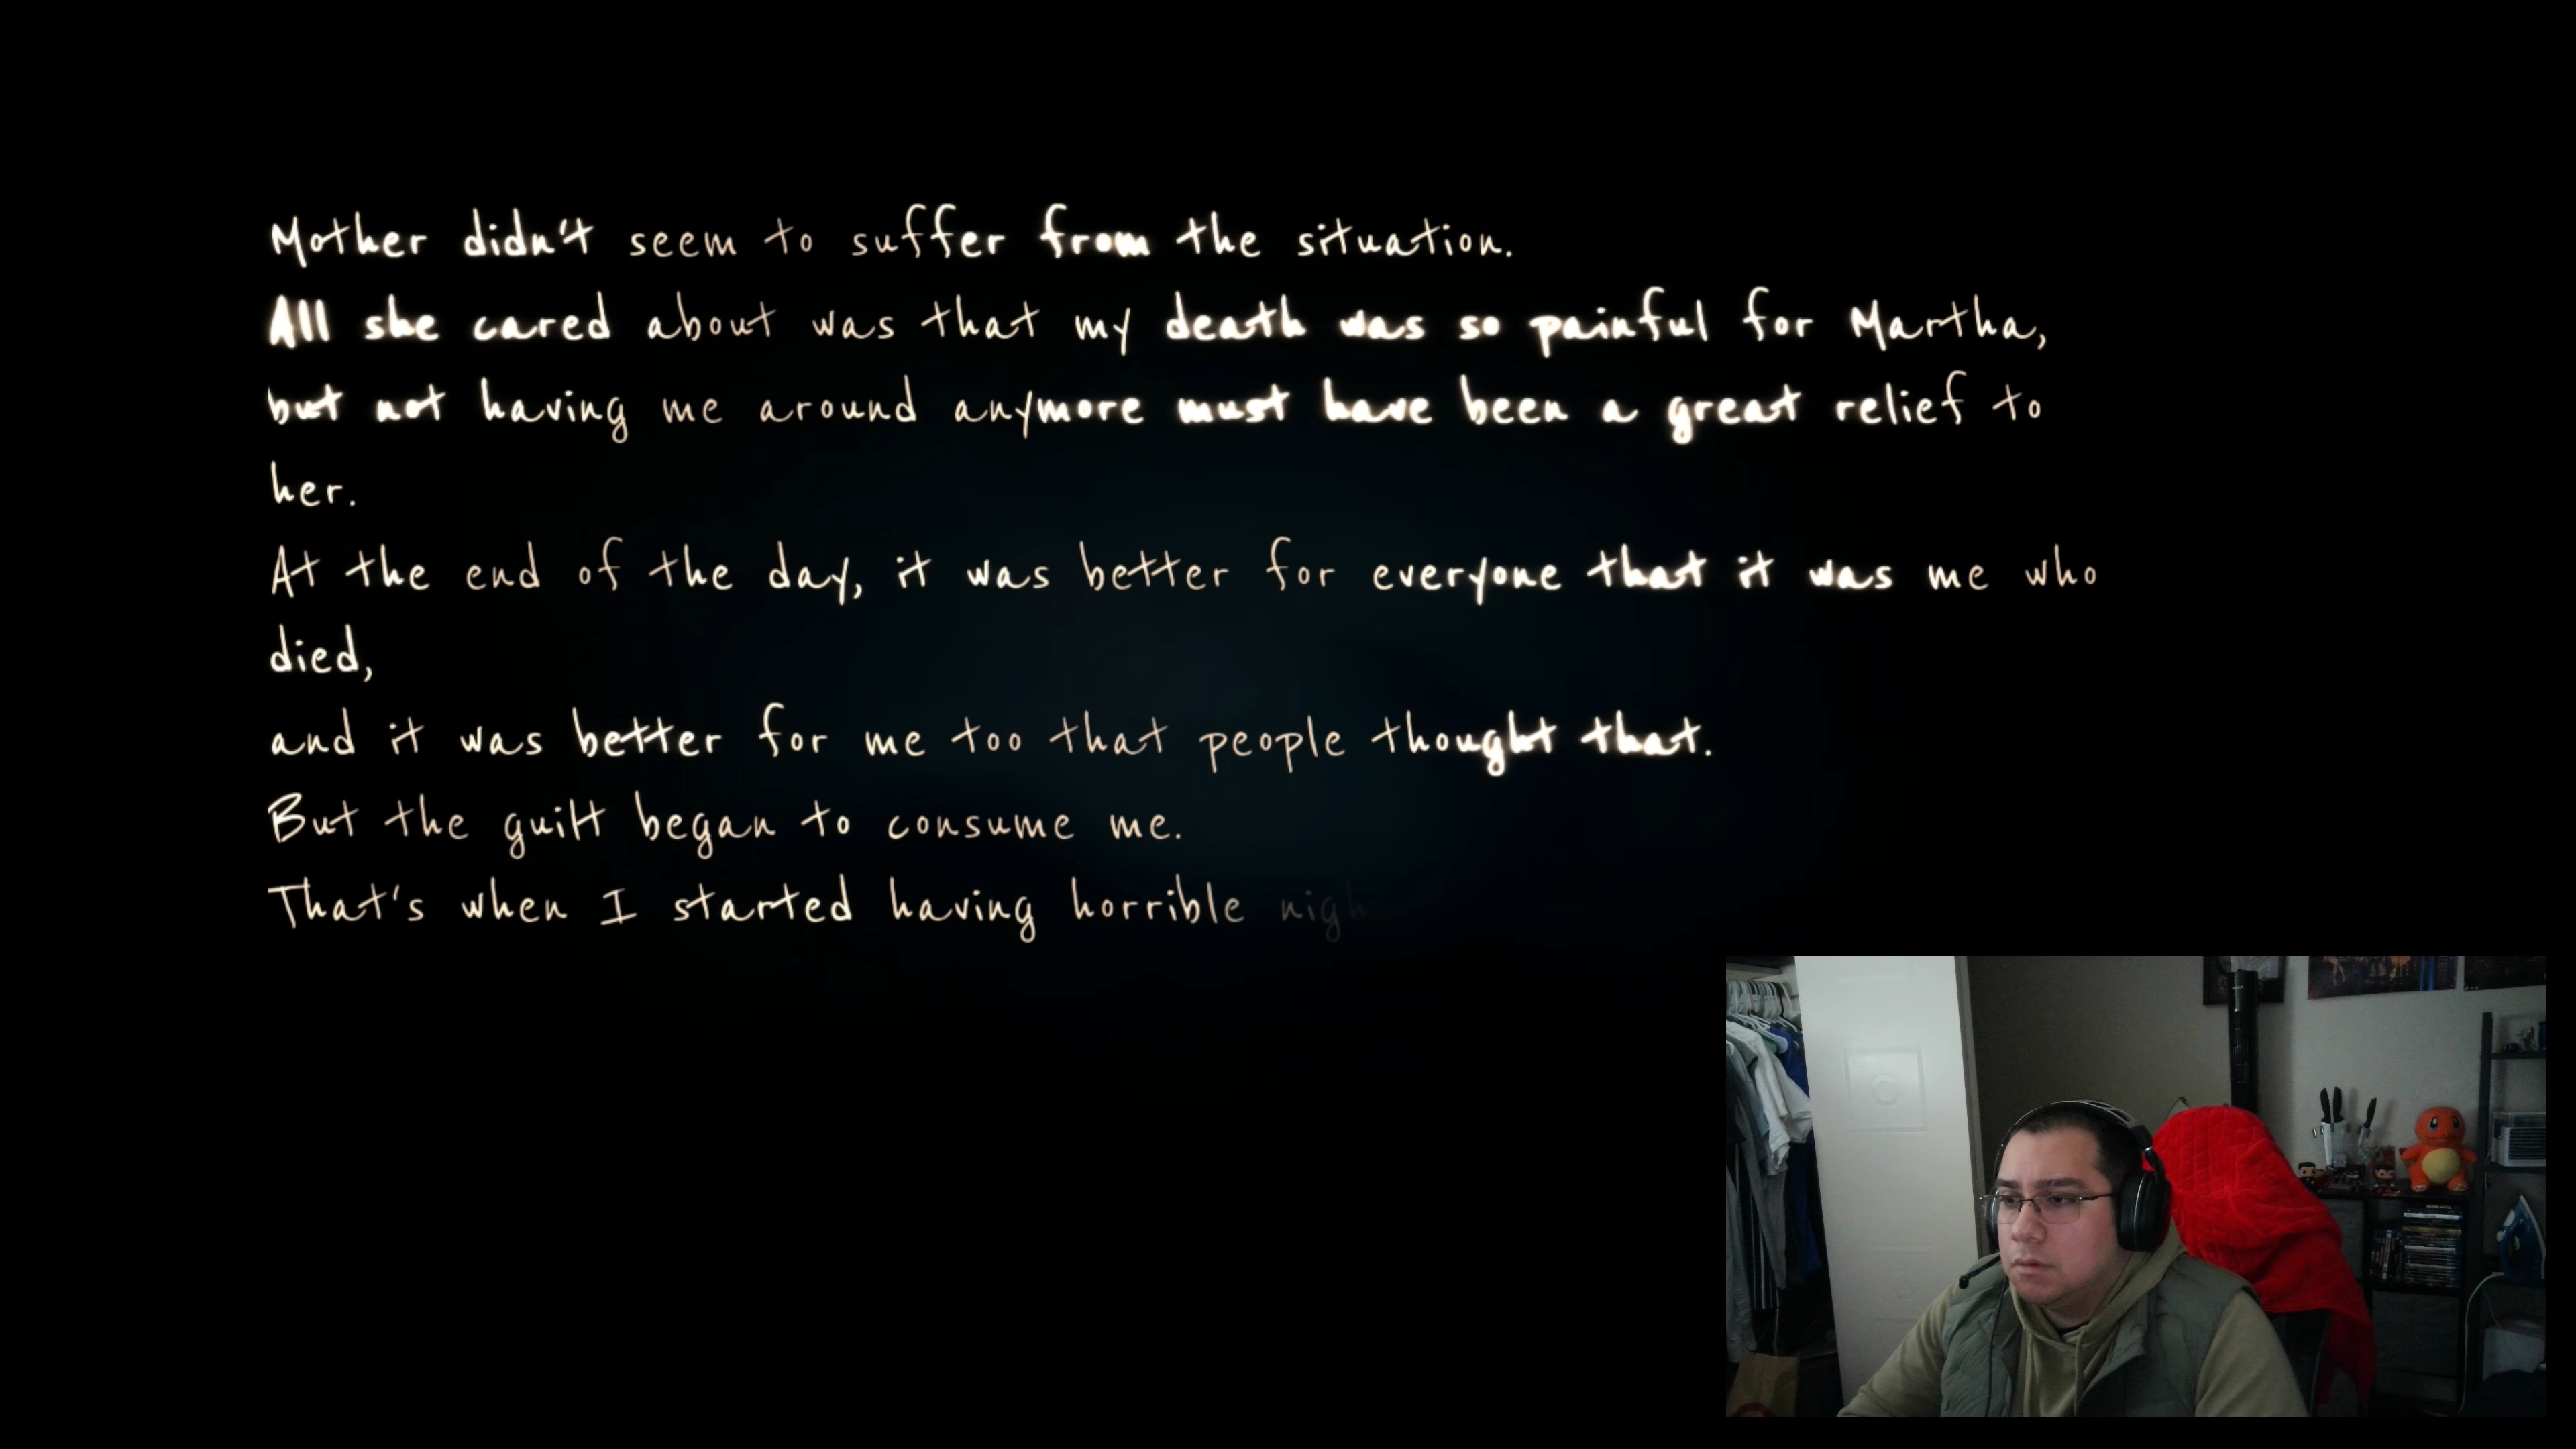 Mother didn't seem to suffer from the situation.
All she cared about was that my death was so painful for Martha,
but not having me around anymore must have been a great relief to
her.
At the end of the day, it was better for everyone that it was me who
died,
and it was better for me too that people thought that.
But the guilt began to consume me.
That's when I started having horrible nigh